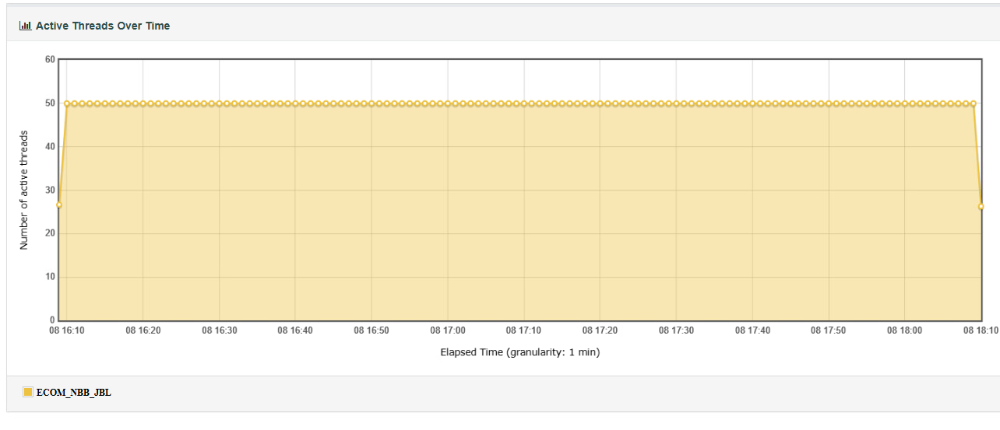 Active Threads Over Time
60
50
40
30
20
10
0
Number of active threads
08 16:10 08 16:20 08 16:30 08 16:40 08 16:50 08 17:00 08 17:10 08 17:20 08 17:30 08 17:40 08 17:50 08 18:00 08 18:10
Elapsed Time (granularity: 1 min)
ECOM_NBB_JBL